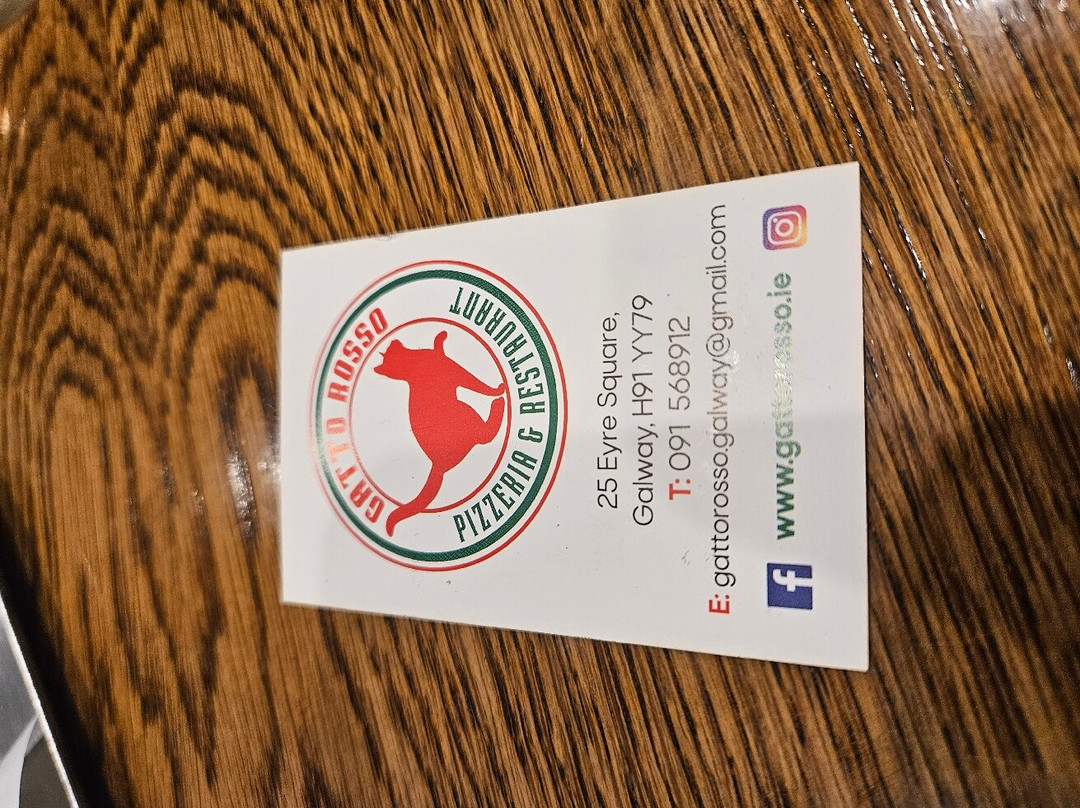 GATTO ROSSO
PIZZERIA & RESTAURANT
25 Eyre Square,
Galway, H91 YY79
T: 091 568912
E: gattorosso.galway@gmail.com
www.gattorosso.ie